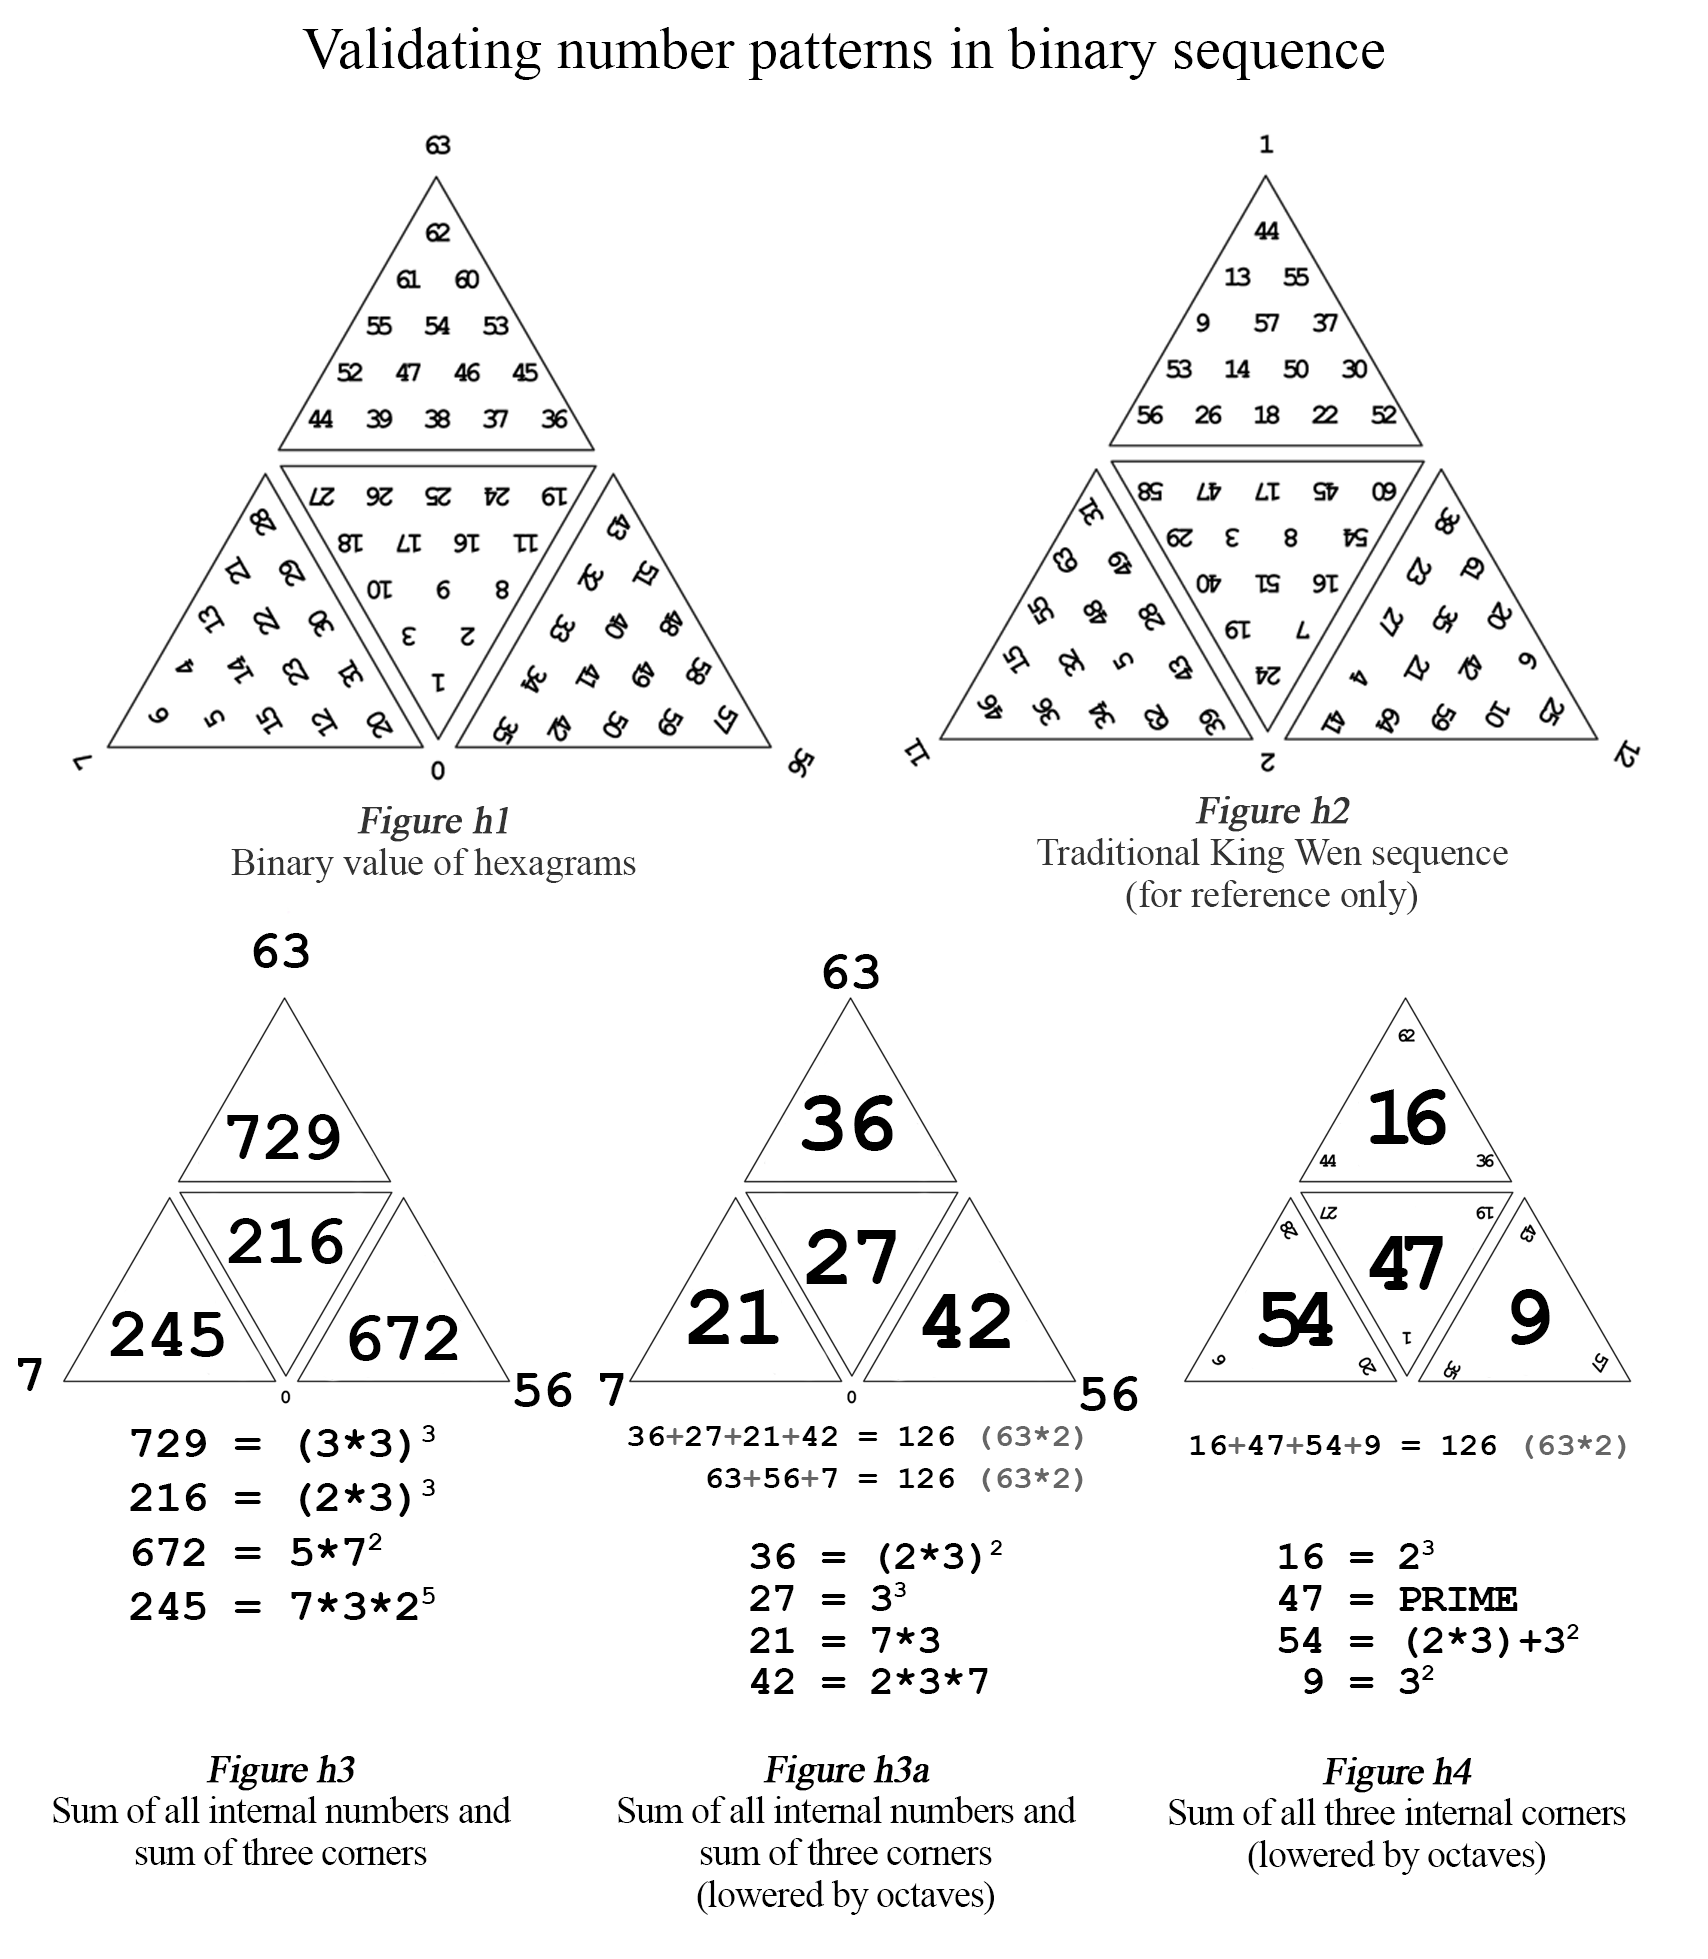 Validating number patterns in binary sequence
63
62
61 60
55 54 53
52 47 46 45
44 39 38 37 36
27 26 25 24 19
18 17 16 11
10 9 8
3 2
1
28
21 29
13 22 30
4 14 23 31
6 5 15 12 20
43
32 51
33 40 48
34 41 49 58
35 42 50 59 57
7
0
56
Figure h1
Binary value of hexagrams
1
44
13 55
9 57 37
53 14 50 30
56 26 18 22 52
58 47 17 45 60
29 3 8 54
40 51 16
19 7
24
31
63 49
55 48 28
15 32 5 43
46 36 34 62 39
38
23 61
27 35 20
4 21 42 6
41 64 59 10 25
11
2
12
Figure h2
Traditional King Wen sequence
(for reference only)
63
729
216
245
672
7
0
56
729 = (3*3)³
216 = (2*3)³
672 = 5*7²
245 = 7*3*2⁵
Figure h3
Sum of all internal numbers and
sum of three corners
63
36
27
21
42
7
0
56
36+27+21+42 = 126 (63*2)
63+56+7 = 126 (63*2)
36 = (2*3)²
27 = 3³
21 = 7*3
42 = 2*3*7
Figure h3a
Sum of all internal numbers and
sum of three corners
(lowered by octaves)
62
16
44 36
27 19
47
1
28
54
6 20
43
9
35 57
16+47+54+9 = 126 (63*2)
16 = 2³
47 = PRIME
54 = (2*3)+3²
9 = 3²
Figure h4
Sum of all three internal corners
(lowered by octaves)